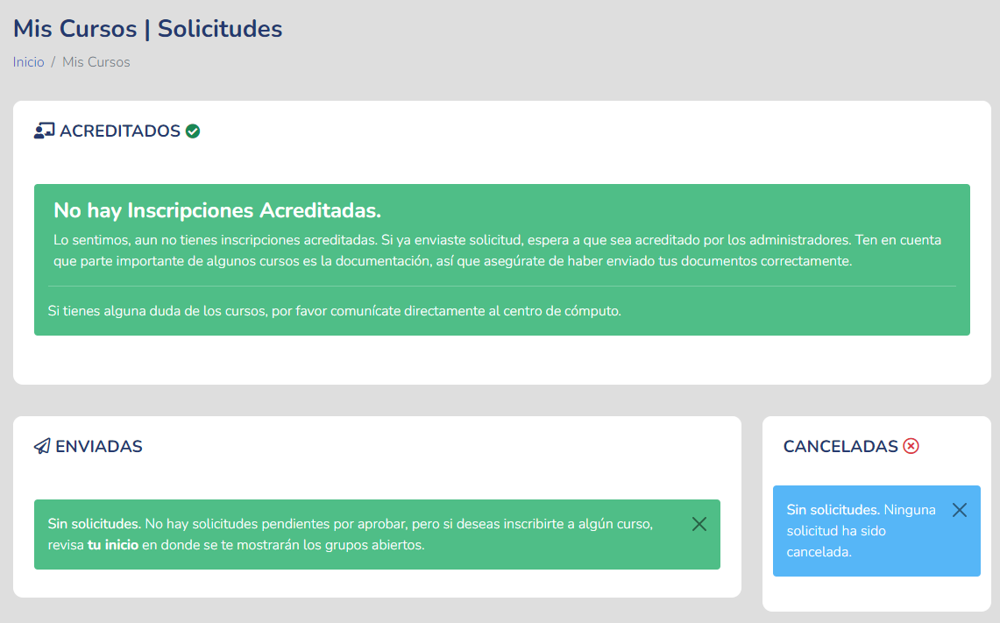 Mis Cursos | Solicitudes
Inicio / Mis Cursos
ACREDITADOS
No hay Inscripciones Acreditadas.
Lo sentimos, aun no tienes inscripciones acreditadas. Si ya enviaste solicitud, espera a que sea acreditado por los administradores. Ten en cuenta
que parte importante de algunos cursos es la documentación, así que asegúrate de haber enviado tus documentos correctamente.
Si tienes alguna duda de los cursos, por favor comunícate directamente al centro de cómputo.
ENVIADAS
Sin solicitudes. No hay solicitudes pendientes por aprobar, pero si deseas inscribirte a algún curso,
revisa tu inicio en donde se te mostrarán los grupos abiertos.
CANCELADAS
Sin solicitudes. Ninguna
solicitud ha sido
cancelada.